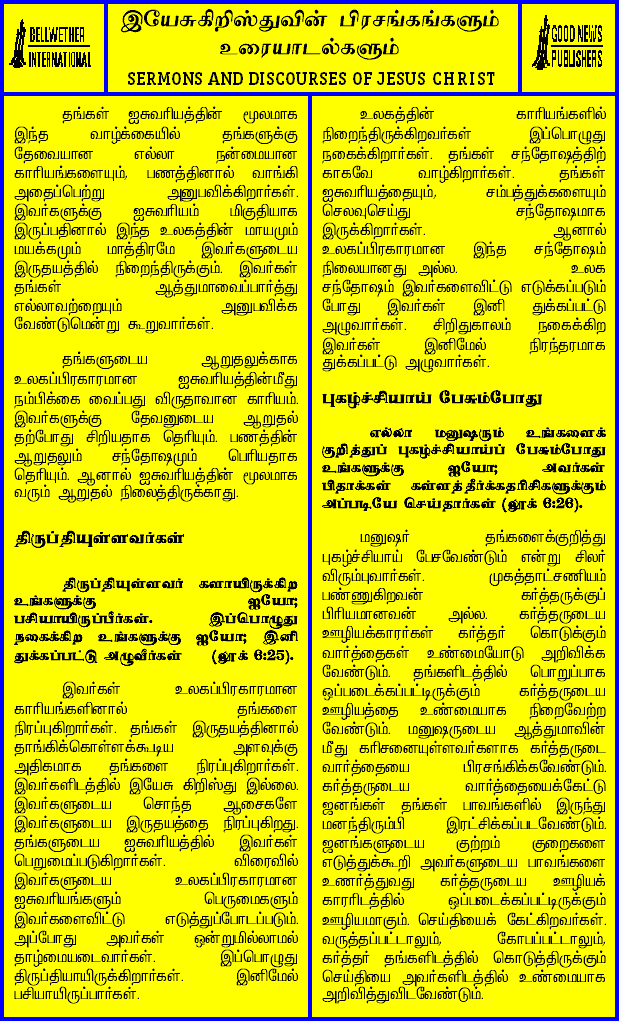 BELLWETHER
INTERNATIONAL
இயேசுகிறிஸ்துவின் பிரசங்கங்களும்
உரையாடல்களும்
SERMONS AND DISCOURSES OF JESUS CHRIST
GOOD NEWS
PUBLISHERS
தங்கள் ஐசுவரியத்தின் மூலமாக
இந்த வாழ்க்கையில் தங்களுக்கு
தேவையான எல்லா நன்மையான
காரியங்களையும், பணத்தினால் வாங்கி
அதைப்பெற்று அனுபவிக்கிறார்கள்.
இவர்களுக்கு ஐசுவரியம் மிகுதியாக
இருப்பதினால் இந்த உலகத்தின் மாயமும்
மயக்கமும் மாத்திரமே இவர்களுடைய
இருதயத்தில் நிறைந்திருக்கும். இவர்கள்
தங்கள் ஆத்துமாவைப்பார்த்து
எல்லாவற்றையும் அனுபவிக்க
வேண்டுமென்று கூறுவார்கள்.
தங்களுடைய ஆறுதலுக்காக
உலகப்பிரகாரமான ஐசுவரியத்தின்மீது
நம்பிக்கை வைப்பது விருதாவான காரியம்.
இவர்களுக்கு தேவனுடைய ஆறுதல்
தற்போது சிறியதாக தெரியும். பணத்தின்
ஆறுதலும் சந்தோஷமும் பெரியதாக
தெரியும். ஆனால் ஐசுவரியத்தின் மூலமாக
வரும் ஆறுதல் நிலைத்திருக்காது.
திருப்தியுள்ளவர்கள்
திருப்தியுள்ளவர் களாயிருக்கிற
உங்களுக்கு ஐயோ;
பசியாயிருப்பீர்கள். இப்பொழுது
நகைக்கிற உங்களுக்கு ஐயோ; இனி
துக்கப்பட்டு அழுவீர்கள் (லூக் 6:25).
இவர்கள் உலகப்பிரகாரமான
காரியங்களினால் தங்களை
நிரப்புகிறார்கள். தங்கள் இருதயத்தினால்
தாங்கிக்கொள்ளக்கூடிய அளவுக்கு
அதிகமாக தங்களை நிரப்புகிறார்கள்.
இவர்களிடத்தில் இயேசு கிறிஸ்து இல்லை.
இவர்களுடைய சொந்த ஆசைகளே
இவர்களுடைய இருதயத்தை நிரப்புகிறது.
தங்களுடைய ஐசுவரியத்தில் இவர்கள்
பெறுமைப்படுகிறார்கள். விரைவில்
இவர்களுடைய உலகப்பிரகாரமான
ஐசுவரியங்களும் பெருமைகளும்
இவர்களைவிட்டு எடுத்துப்போடப்படும்.
அப்போது அவர்கள் ஒன்றுமில்லாமல்
தாழ்மையடைவார்கள். இப்பொழுது
திருப்தியாயிருக்கிறார்கள். இனிமேல்
பசியாயிருப்பார்கள்.
உலகத்தின் காரியங்களில்
நிறைந்திருக்கிறவர்கள் இப்பொழுது
நகைக்கிறார்கள். தங்கள் சந்தோஷத்திற்
காகவே வாழ்கிறார்கள். தங்கள்
ஐசுவரியத்தையும், சம்பத்துக்களையும்
செலவுசெய்து சந்தோஷமாக
இருக்கிறார்கள். ஆனால்
உலகப்பிரகாரமான இந்த சந்தோஷம்
நிலையானது அல்ல. உலக
சந்தோஷம் இவர்களைவிட்டு எடுக்கப்படும்
போது இவர்கள் இனி துக்கப்பட்டு
அழுவார்கள். சிறிதுகாலம் நகைக்கிற
இவர்கள் இனிமேல் நிரந்தரமாக
துக்கப்பட்டு அழுவார்கள்.
புகழ்ச்சியாய் பேசும்போது
எல்லா மனுஷரும் உங்களைக்
குறித்துப் புகழ்ச்சியாய்ப் பேசும்போது
உங்களுக்கு ஐயோ; அவர்கள்
பிதாக்கள் கள்ளத்தீர்க்கதரிசிகளுக்கும்
அப்படியே செய்தார்கள் (லூக் 6:26).
மனுஷர் தங்களைக்குறித்து
புகழ்ச்சியாய் பேசவேண்டும் என்று சிலர்
விரும்புவார்கள். முகத்தாட்சணியம்
பண்ணுகிறவன் கர்த்தருக்குப்
பிரியமானவன் அல்ல. கர்த்தருடைய
ஊழியக்காரர்கள் கர்த்தர் கொடுக்கும்
வார்த்தைகள் உண்மையோடு அறிவிக்க
வேண்டும். தங்களிடத்தில் பொறுப்பாக
ஒப்படைக்கப்பட்டிருக்கும் கர்த்தருடைய
ஊழியத்தை உண்மையாக நிறைவேற்ற
வேண்டும். மனுஷருடைய ஆத்துமாவின்
மீது கரிசனையுள்ளவர்களாக கர்த்தருடை
வார்த்தையை பிரசங்கிக்கவேண்டும்.
கர்த்தருடைய வார்த்தையைக்கேட்டு
ஜனங்கள் தங்கள் பாவங்களில் இருந்து
மனந்திரும்பி இரட்சிக்கப்படவேண்டும்.
ஜனங்களுடைய குற்றம் குறைகளை
எடுத்துக்கூறி அவர்களுடைய பாவங்களை
உணர்த்துவது கர்த்தருடைய ஊழியக்
காரரிடத்தில் ஒப்படைக்கப்பட்டிருக்கும்
ஊழியமாகும். செய்தியைக் கேட்கிறவர்கள்.
வருத்தப்பட்டாலும், கோபப்பட்டாலும்,
கர்த்தர் தங்களிடத்தில் கொடுத்திருக்கும்
செய்தியை அவர்களிடத்தில் உண்மையாக
அறிவித்துவிடவேண்டும்.